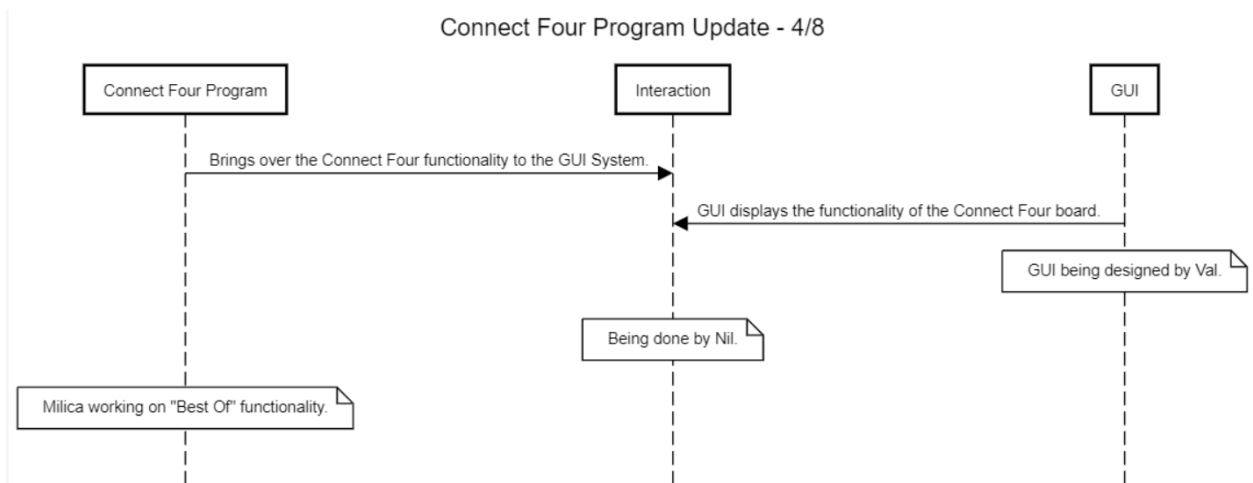 Connect Four Program Update - 4/8
Connect Four Program
Interaction
GUI
Brings over the Connect Four functionality to the GUI System.
GUI displays the functionality of the Connect Four board.
GUI being designed by Val.
Being done by Nil.
Milica working on "Best Of" functionality.